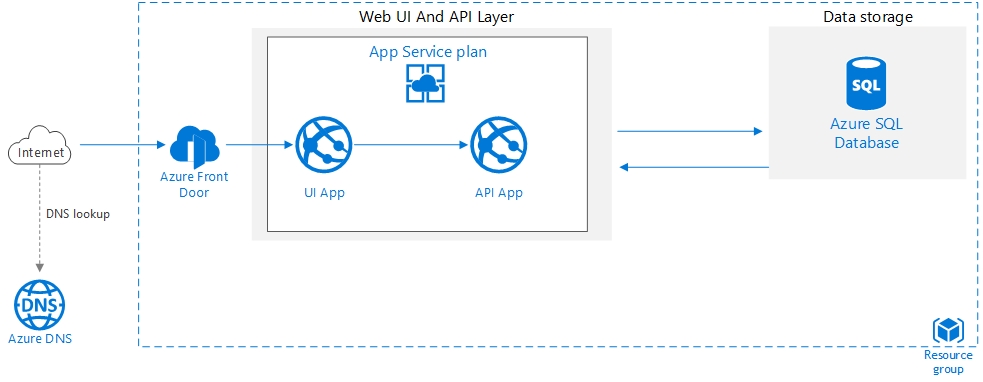 Web UI And API Layer
Data storage
App Service plan
SQL
Azure SQL
Database
Internet
Azure Front
Door
UI App
API App
DNS lookup
DNS
Azure DNS
Resource
group